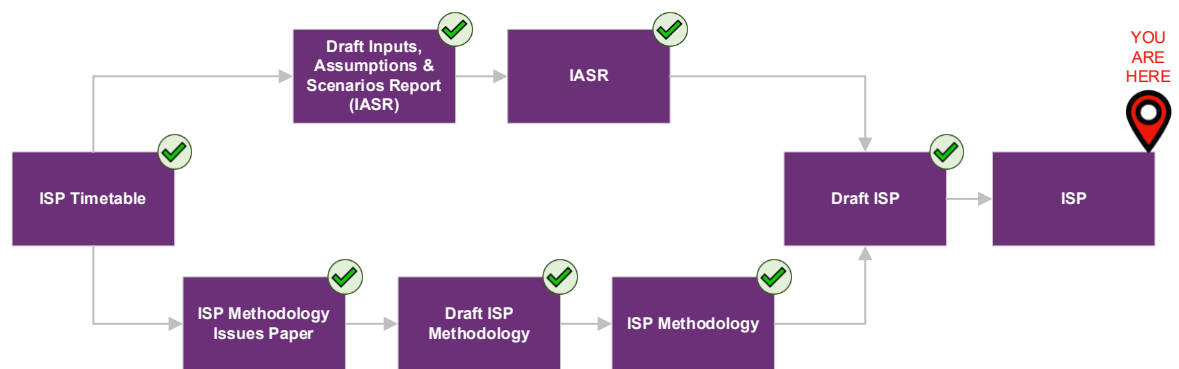 YOU
ARE
HERE
Draft Inputs,
Assumptions &
Scenarios Report
(IASR)
IASR
ISP Timetable
Draft ISP
ISP
ISP Methodology
Issues Paper
Draft ISP
Methodology
ISP Methodology